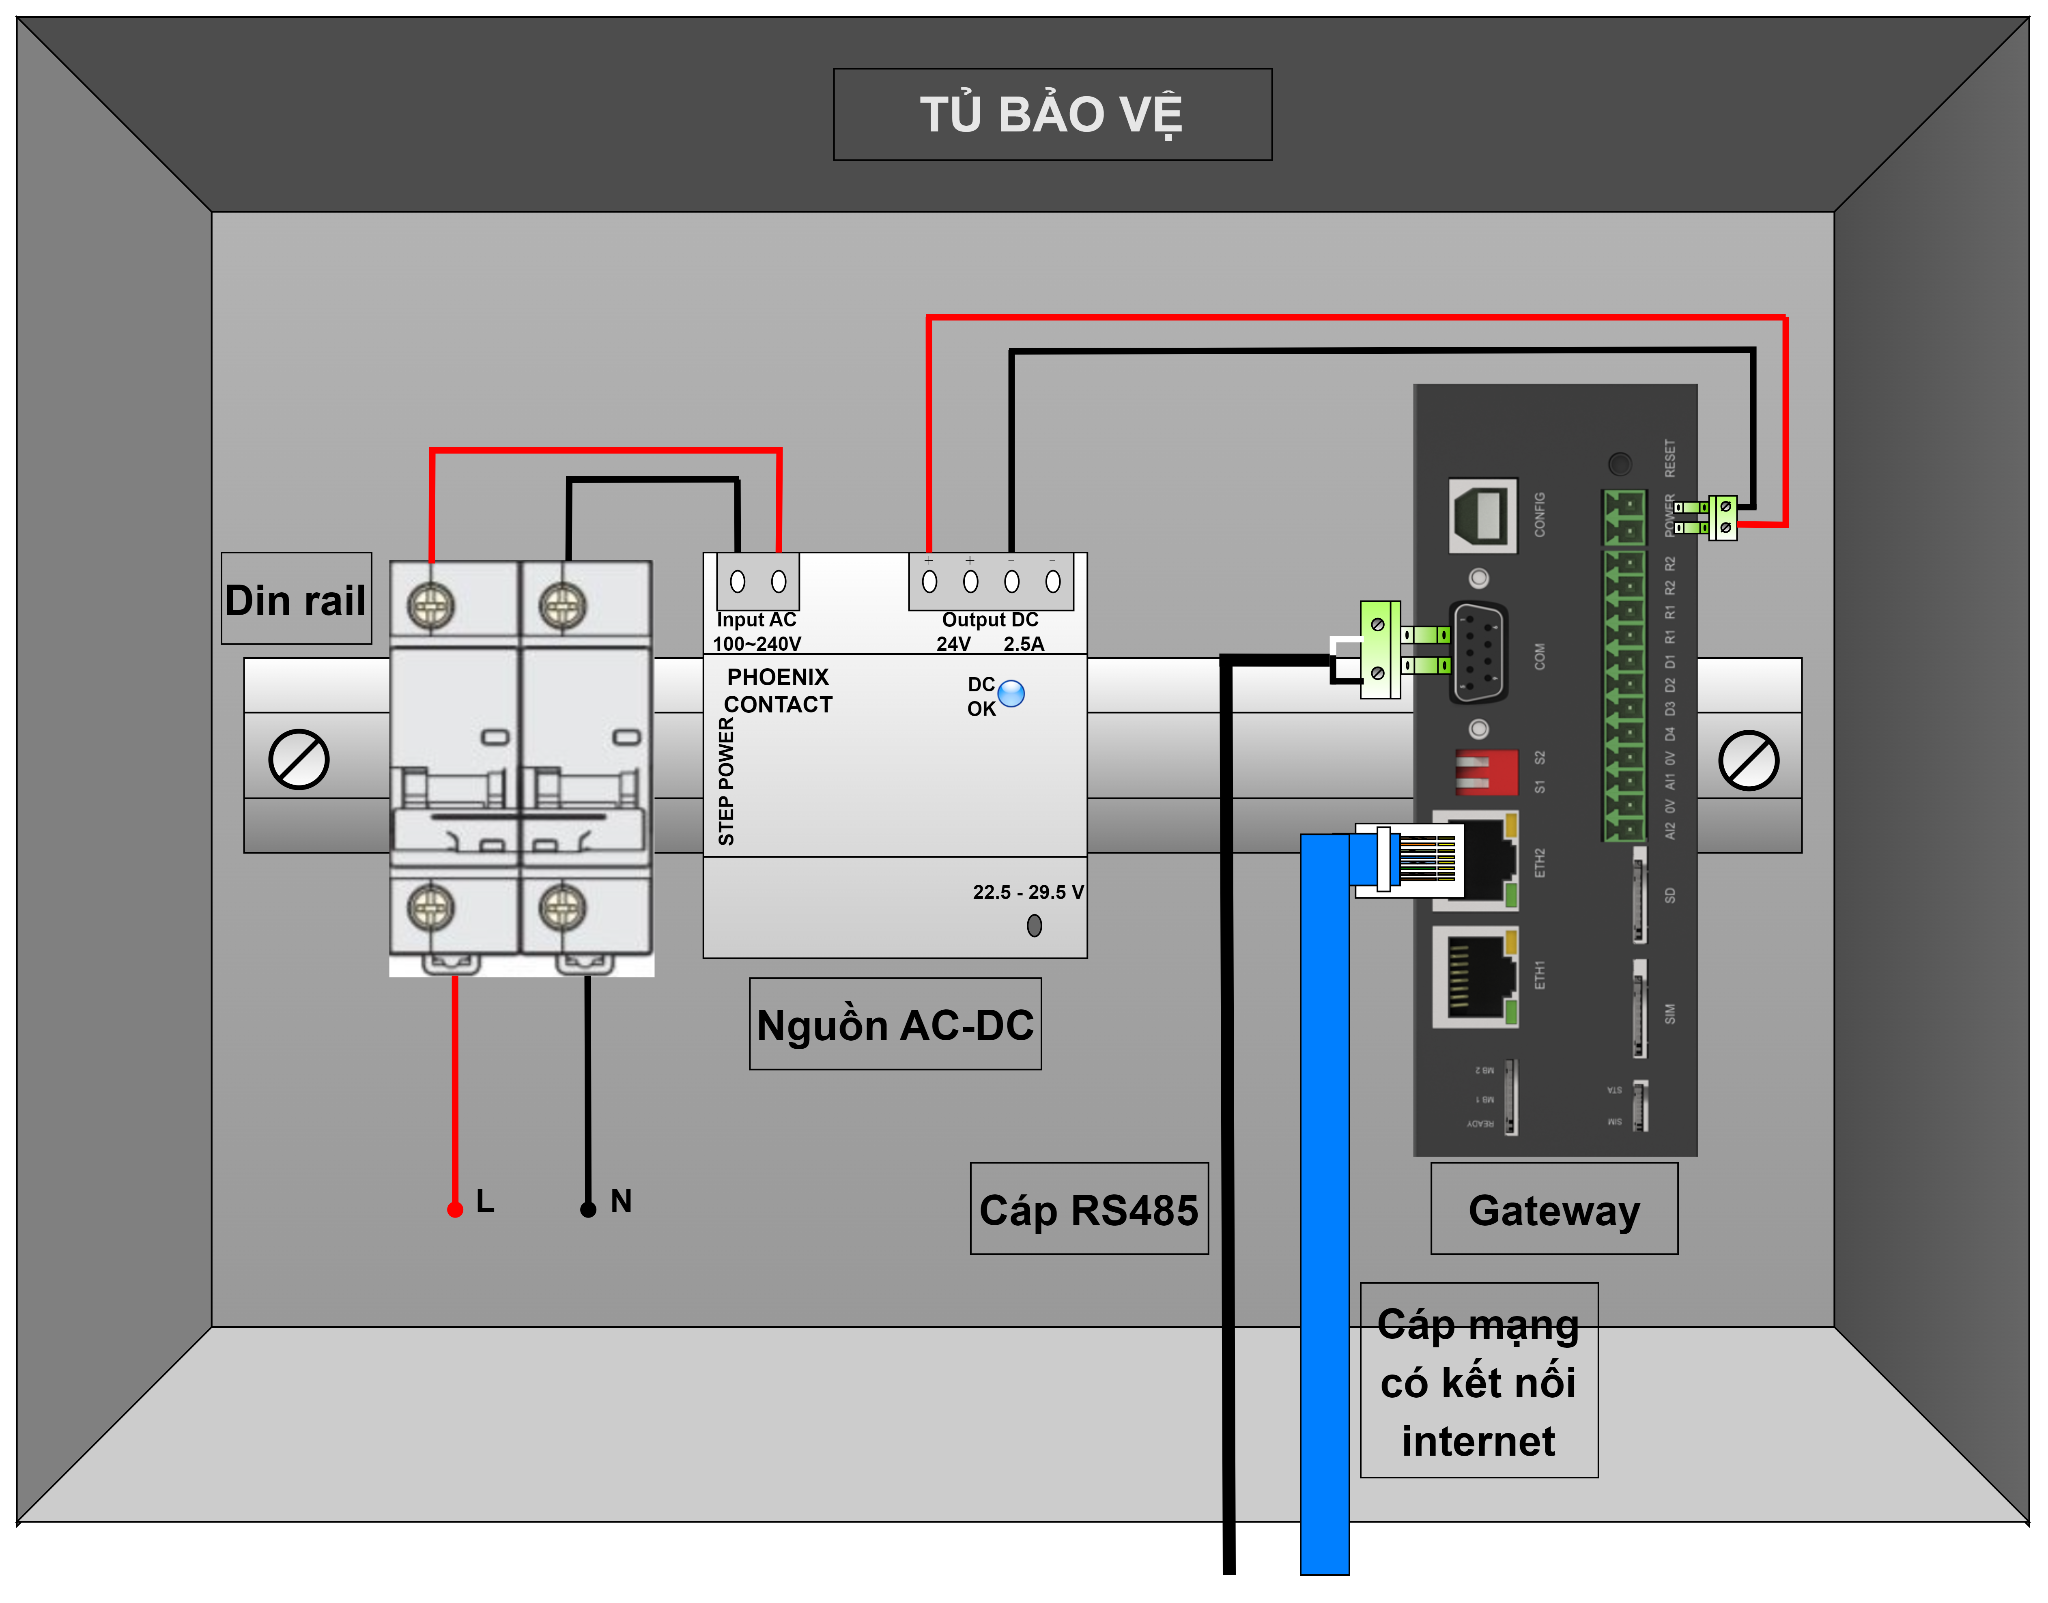 TỦ BẢO VỆ
Din rail
+ + - -
Input AC
100~240V
Output DC
24V 2.5A
PHOENIX
CONTACT
STEP POWER
DC
OK
22.5 - 29.5 V
Nguồn AC-DC
L
N
RESET
POWER
CONFIG
R2
R2
R1
R1
D1
D2
D3
D4
0V
AI1
0V
AI2
COM
S2
S1
ETH2
ETH1
SD
SIM
MB 2
MB 1
READY
STA
SIM
Cáp RS485
Gateway
Cáp mạng
có kết nối
internet